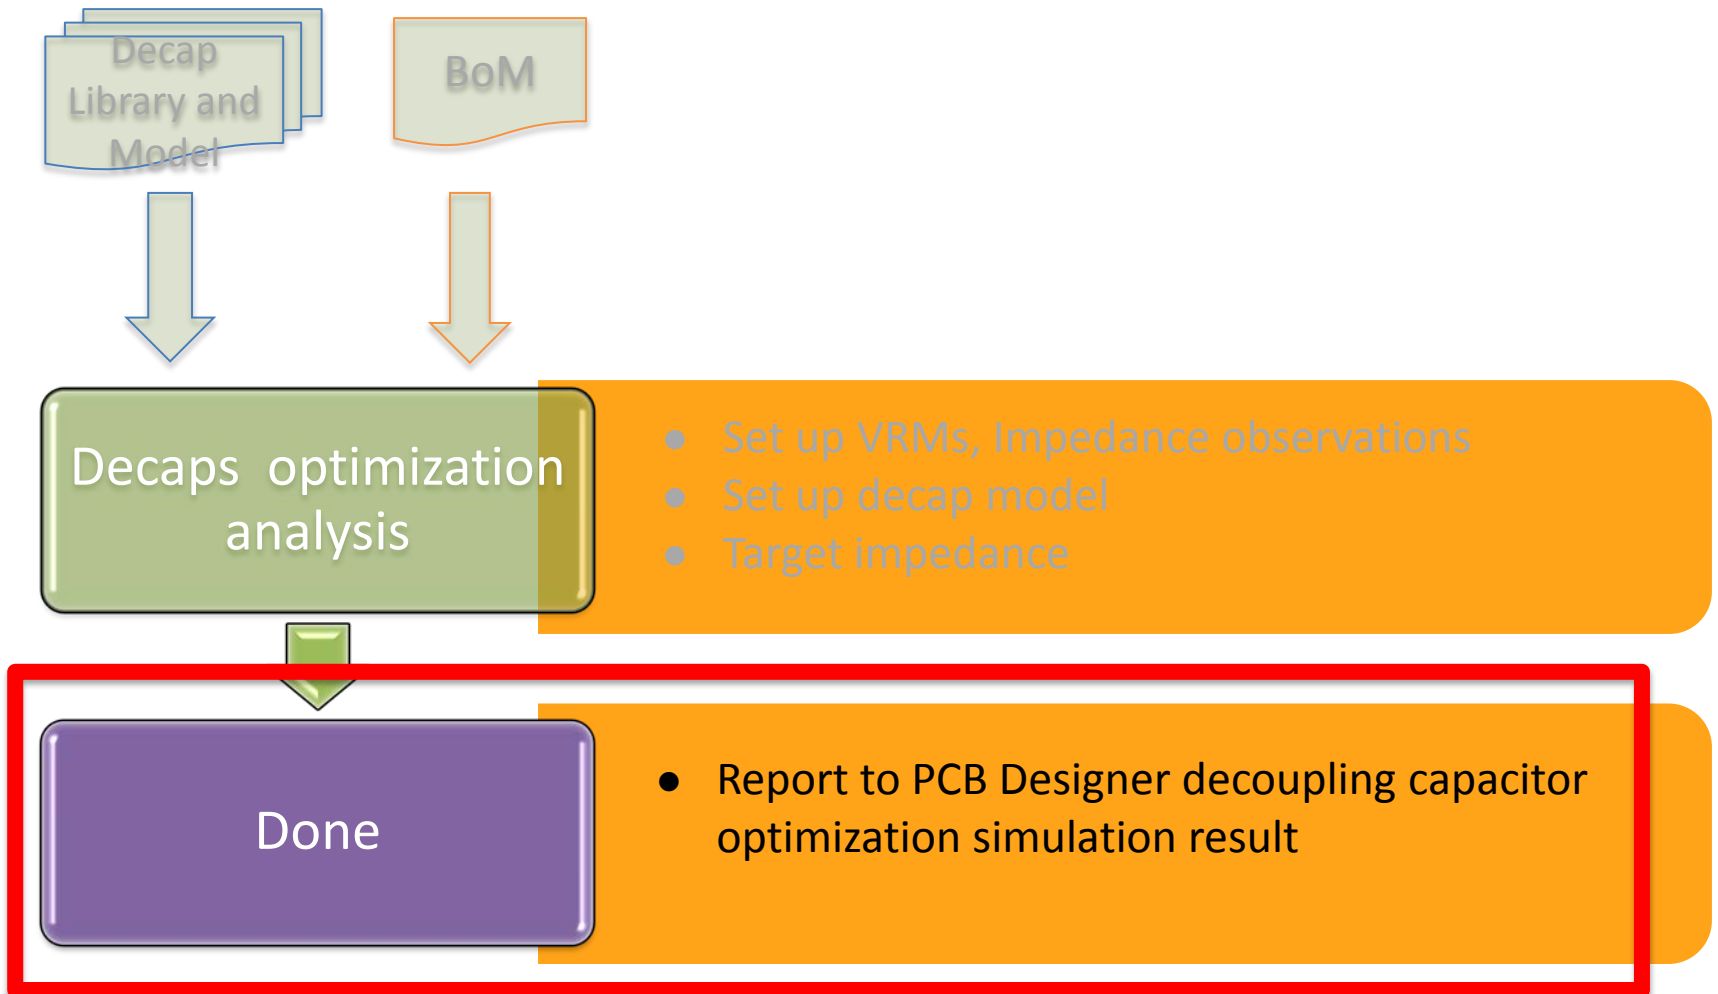 Decap
Library and
Model
BoM
Decaps  optimization
analysis
● Set up VRMs, Impedance observations
● Set up decap model
● Target impedance
Done
● Report to PCB Designer decoupling capacitor
optimization simulation result